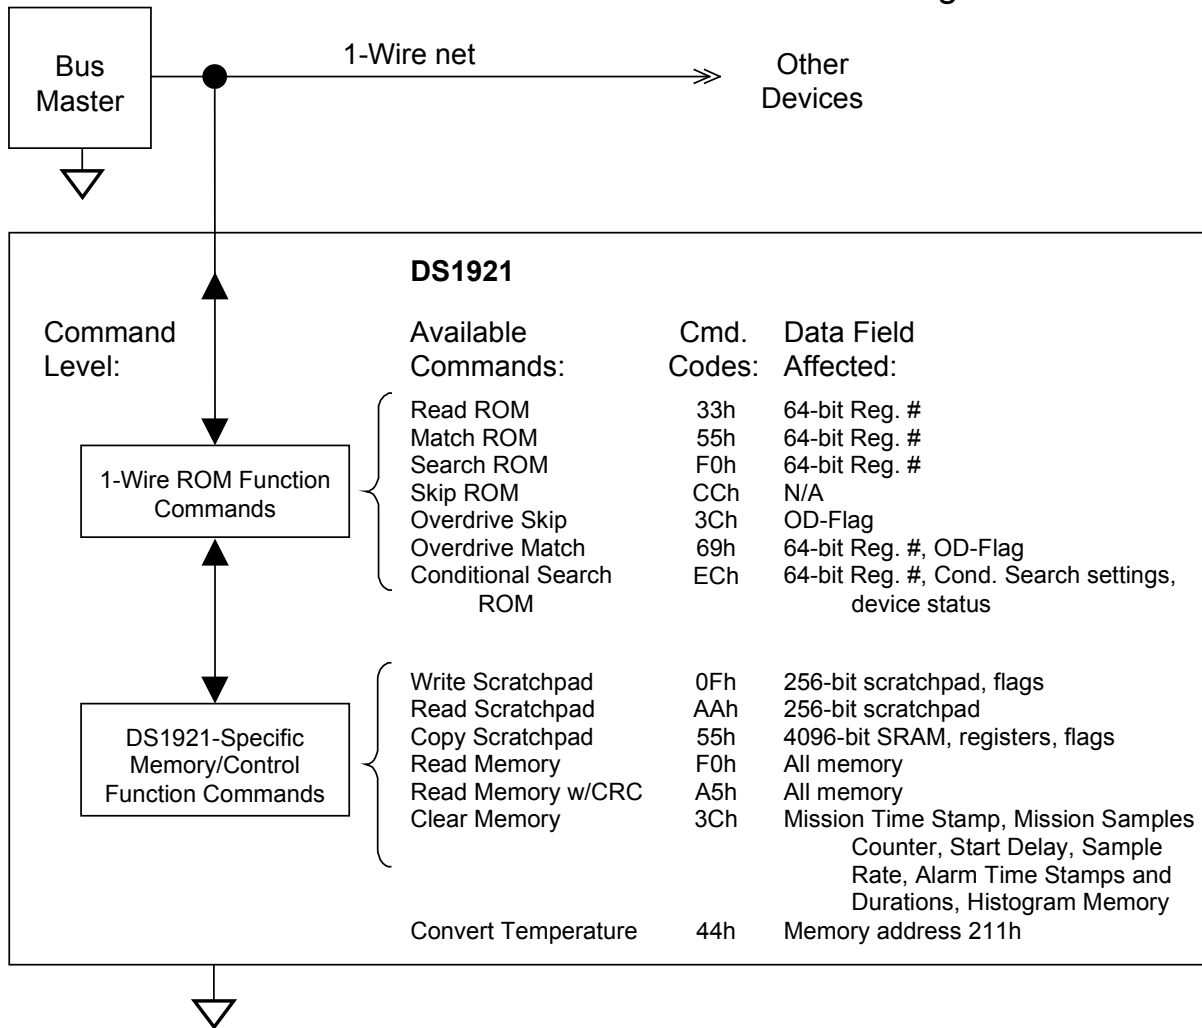 g
Bus
Master
1-Wire net
Other
Devices
DS1921
Command
Level:
Available
Commands:
Cmd.
Codes:
Data Field
Affected:
1-Wire ROM Function
Commands
Read ROM 33h 64-bit Reg. #
Match ROM 55h 64-bit Reg. #
Search ROM F0h 64-bit Reg. #
Skip ROM CCh N/A
Overdrive Skip 3Ch OD-Flag
Overdrive Match 69h 64-bit Reg. #, OD-Flag
Conditional Search ECh 64-bit Reg. #, Cond. Search settings,
ROM device status
DS1921-Specific
Memory/Control
Function Commands
Write Scratchpad 0Fh 256-bit scratchpad, flags
Read Scratchpad AAh 256-bit scratchpad
Copy Scratchpad 55h 4096-bit SRAM, registers, flags
Read Memory F0h All memory
Read Memory w/CRC A5h All memory
Clear Memory 3Ch Mission Time Stamp, Mission Samples
Counter, Start Delay, Sample
Rate, Alarm Time Stamps and
Durations, Histogram Memory
Convert Temperature 44h Memory address 211h